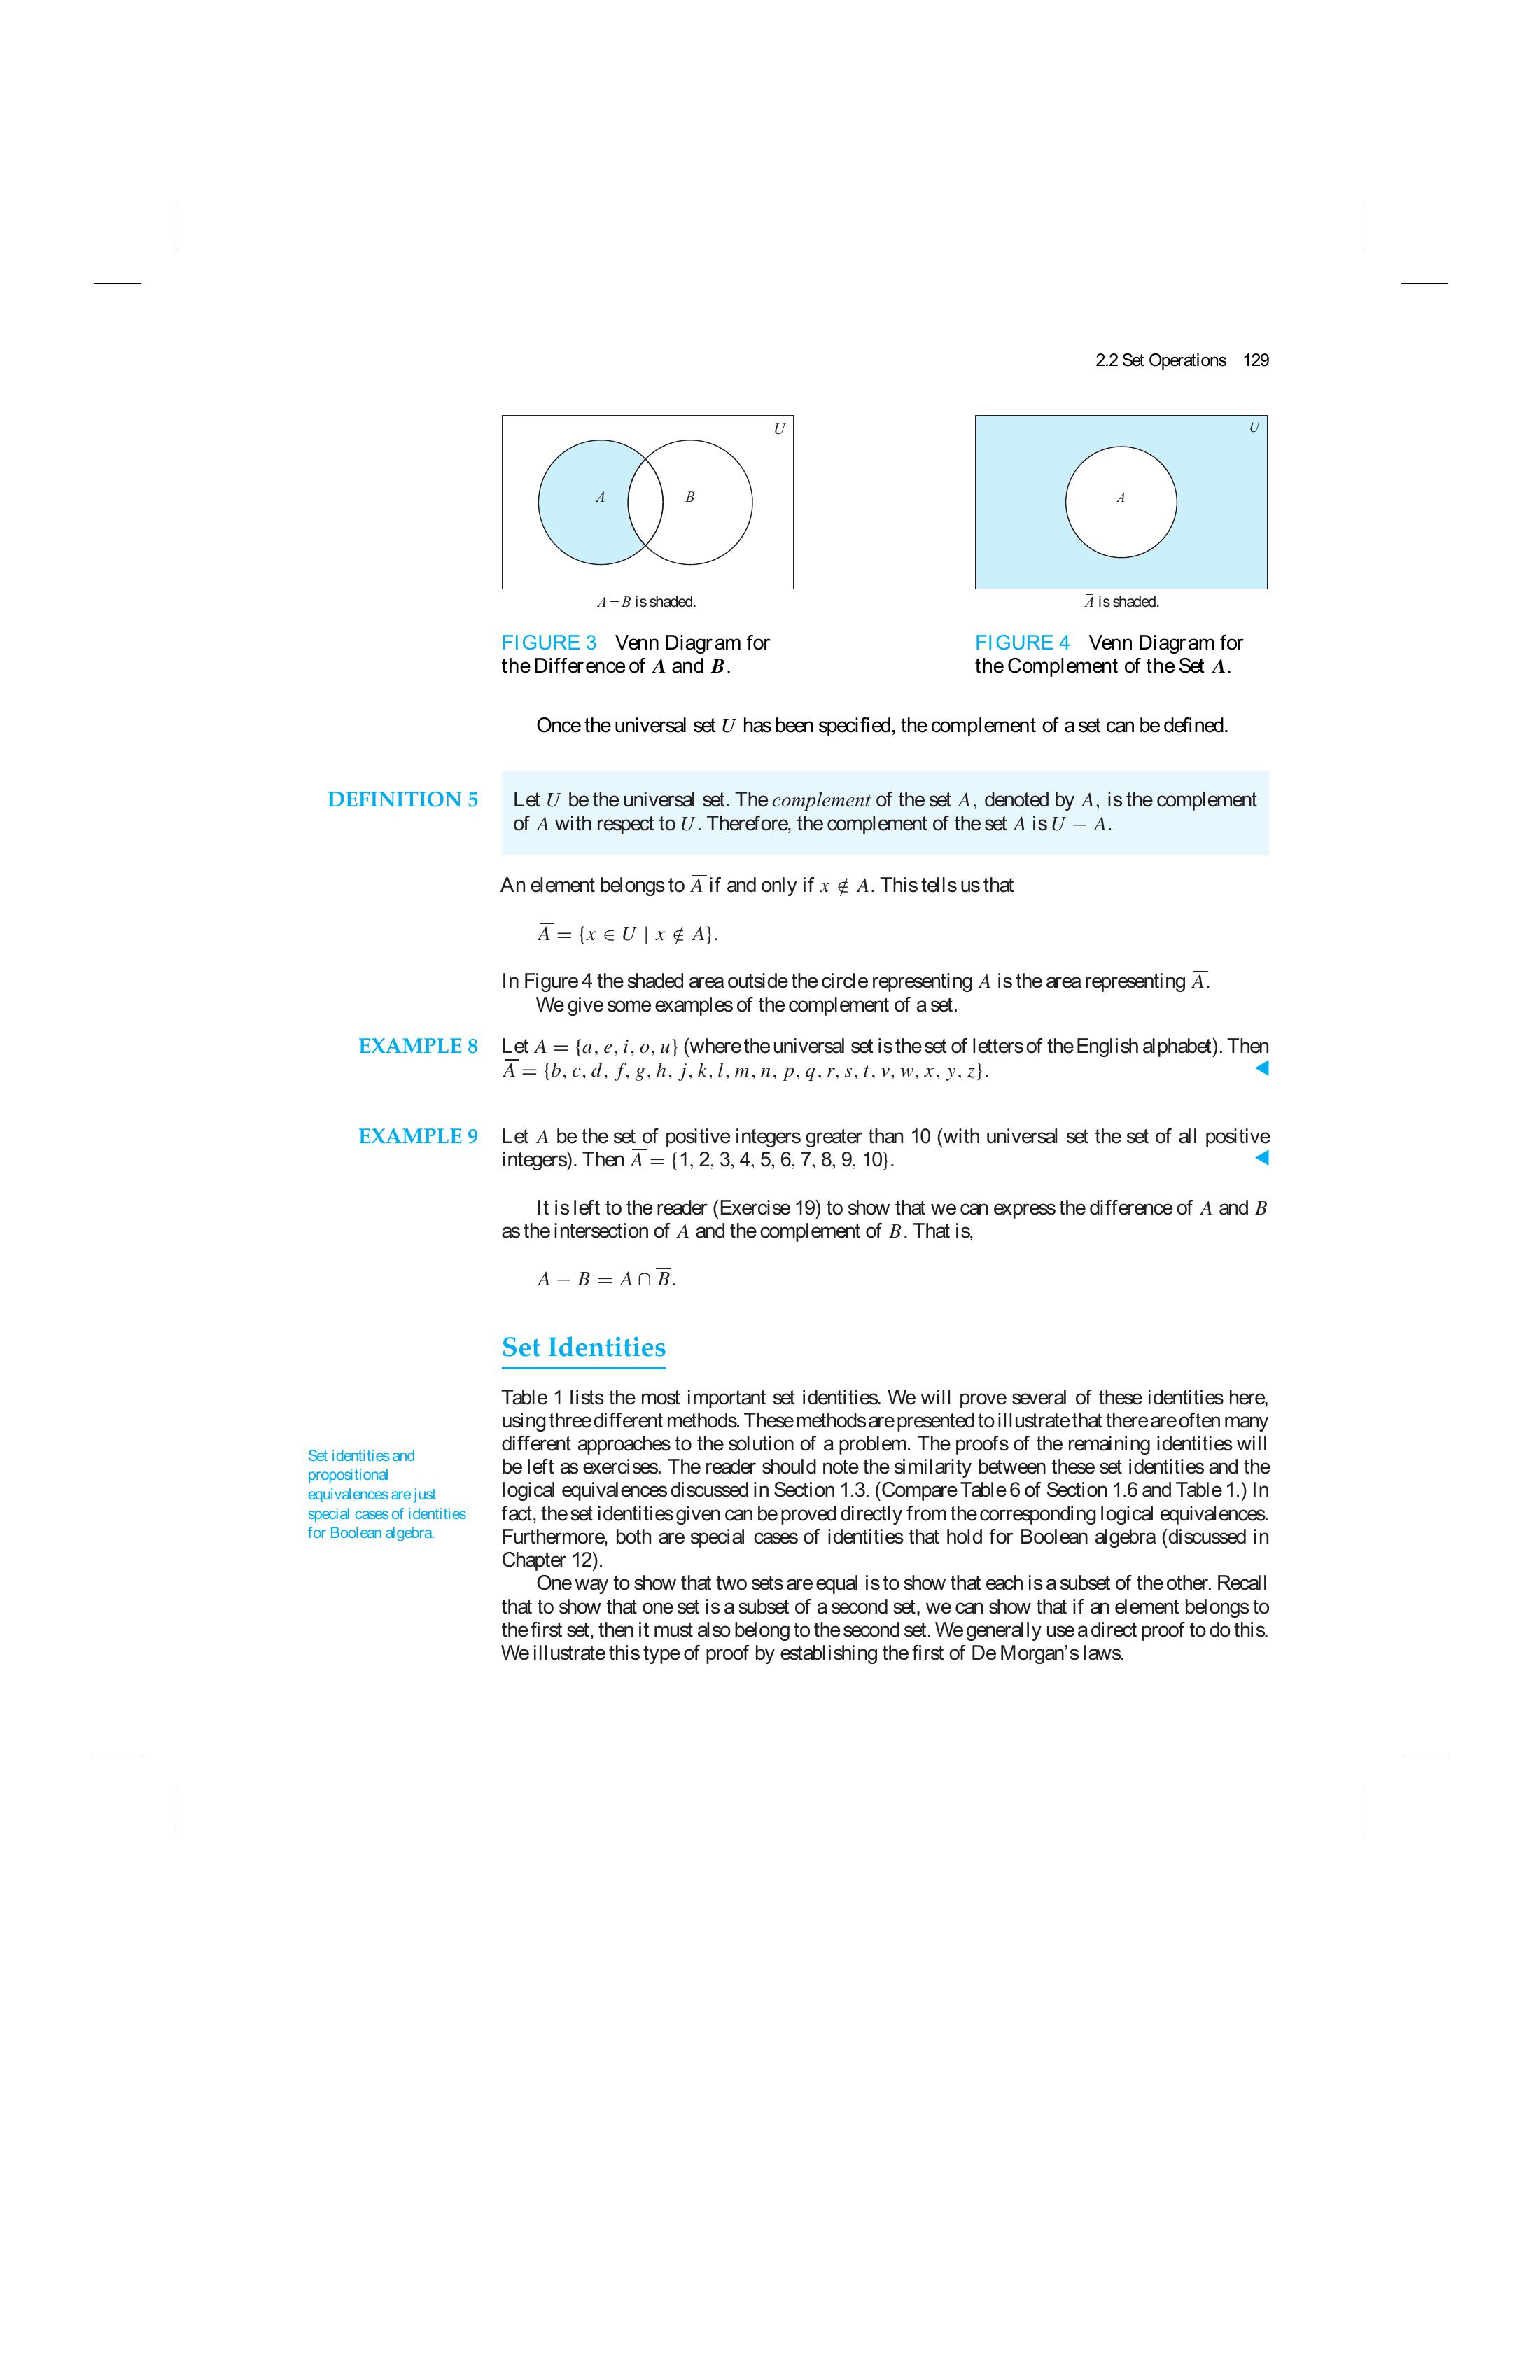 2.2 Set Operations 129
U
A
B
A − B is shaded.
FIGURE 3 Venn Diagram for
the Difference of A and B.
U
A
A̅ is shaded.
FIGURE 4 Venn Diagram for
the Complement of the Set A.
Once the universal set U has been specified, the complement of a set can be defined.
DEFINITION 5
Let U be the universal set. The complement of the set A, denoted by A̅, is the complement
of A with respect to U. Therefore, the complement of the set A is U − A.
An element belongs to A̅ if and only if x ∉ A. This tells us that
A̅ = {x ∈ U | x ∉ A}.
In Figure 4 the shaded area outside the circle representing A is the area representing A̅.
We give some examples of the complement of a set.
EXAMPLE 8 Let A = {a, e, i, o, u} (where the universal set is the set of letters of the English alphabet). Then
A̅ = {b, c, d, f, g, h, j, k, l, m, n, p, q, r, s, t, v, w, x, y, z}.
EXAMPLE 9 Let A be the set of positive integers greater than 10 (with universal set the set of all positive
integers). Then A̅ = {1, 2, 3, 4, 5, 6, 7, 8, 9, 10}.
It is left to the reader (Exercise 19) to show that we can express the difference of A and B
as the intersection of A and the complement of B. That is,
A − B = A ∩ B̅.
Set Identities
Table 1 lists the most important set identities. We will prove several of these identities here,
using three different methods. These methods are presented to illustrate that there are often many
different approaches to the solution of a problem. The proofs of the remaining identities will
be left as exercises. The reader should note the similarity between these set identities and the
logical equivalences discussed in Section 1.3. (Compare Table 6 of Section 1.6 and Table 1.) In
fact, the set identities given can be proved directly from the corresponding logical equivalences.
Furthermore, both are special cases of identities that hold for Boolean algebra (discussed in
Chapter 12).
Set identities and
propositional
equivalences are just
special cases of identities
for Boolean algebra.
One way to show that two sets are equal is to show that each is a subset of the other. Recall
that to show that one set is a subset of a second set, we can show that if an element belongs to
the first set, then it must also belong to the second set. We generally use a direct proof to do this.
We illustrate this type of proof by establishing the first of De Morgan's laws.